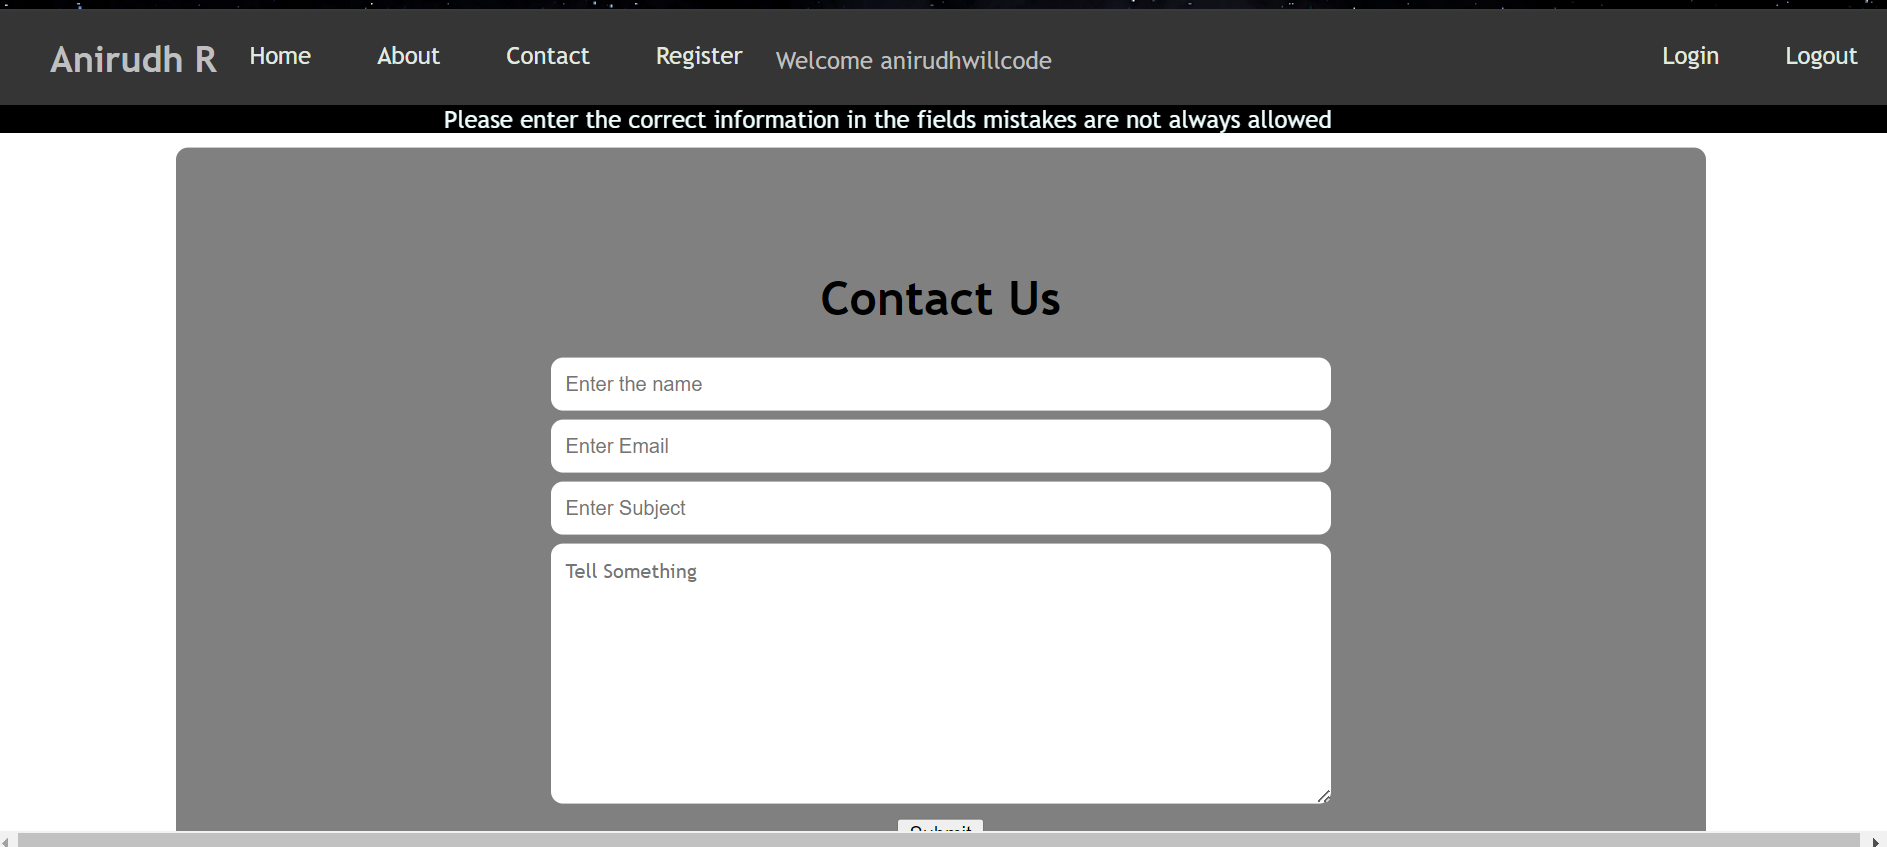 Anirudh R Home About Contact Register Welcome anirudhwillcode Login Logout
Please enter the correct information in the fields mistakes are not always allowed
Contact Us
Enter the name
Enter Email
Enter Subject
Tell Something
Submit